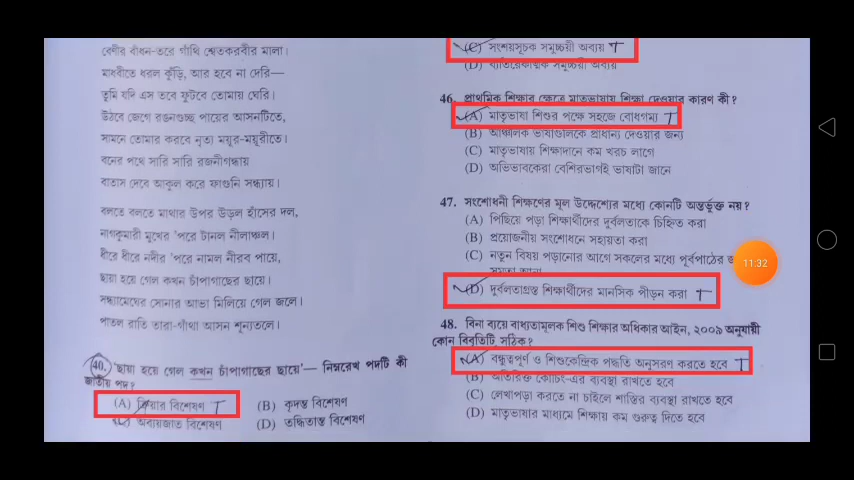 বেণীর বাঁধন-তরে গাঁথি শ্বেতকরবীর মালা।
মাধবীতে ধরল কুঁড়ি, আর হবে না দেরি—
তুমি যদি এস তবে ফুটবে তোমায় ঘেরি।
উঠবে জেগে রঙনগুচ্ছ পায়ের আসনটিতে,
সামনে তোমার করবে নৃত্য ময়ূর-ময়ূরীতে।
বনের পথে সারি সারি রজনীগন্ধায়
বাতাস দেবে আকুল করে ফাগুনি সন্ধ্যায়।
বলতে বলতে মাথার উপর উড়ল হাঁসের দল,
নাগকুমারী মুখের 'পরে টানল নীলাঞ্চল।
ধীরে ধীরে নদীর 'পরে নামল নীরব পায়ে,
ছায়া হয়ে গেল কখন চাঁপাগাছের ছায়ে।
সন্ধ্যামেঘের সোনার আভা মিলিয়ে গেল জলে।
পাতল রাতি তারা-গাঁথা আসন শূন্যতলে।
40. 'ছায়া হয়ে গেল কখন চাঁপাগাছের ছায়ে'— নিম্নরেখ পদটি কী
জাতীয় পদ?
(A) ক্রিয়ার বিশেষণ T (B) কৃদন্ত বিশেষণ
(C) অব্যয়জাত বিশেষণ (D) তদ্ধিতান্ত বিশেষণ
(C) সংশয়সূচক সমুচ্চয়ী অব্যয় T
(D) ব্যতিরেকাত্মক সমুচ্চয়ী অব্যয়
46. প্রাথমিক শিক্ষার ক্ষেত্রে মাতৃভাষায় শিক্ষা দেওয়ার কারণ কী?
(A) মাতৃভাষা শিশুর পক্ষে সহজে বোধগম্য T
(B) আঞ্চলিক ভাষাগুলিকে প্রাধান্য দেওয়ার জন্য
(C) মাতৃভাষায় শিক্ষাদানে কম খরচ লাগে
(D) অভিভাবকেরা বেশিরভাগই ভাষাটা জানে
47. সংশোধনী শিক্ষণের মূল উদ্দেশ্যের মধ্যে কোনটি অন্তর্ভুক্ত নয়?
(A) পিছিয়ে পড়া শিক্ষার্থীদের দুর্বলতাকে চিহ্নিত করা
(B) প্রয়োজনীয় সংশোধনে সহায়তা করা
(C) নতুন বিষয় পড়ানোর আগে সকলের মধ্যে পূর্বপাঠের
সমতা আনা
(D) দুর্বলতাগ্রস্ত শিক্ষার্থীদের মানসিক পীড়ন করা T
48. বিনা ব্যয়ে বাধ্যতামূলক শিশু শিক্ষার অধিকার আইন, ২০০৯ অনুযায়ী
কোন বিবৃতিটি সঠিক?
(A) বন্ধুত্বপূর্ণ ও শিশুকেন্দ্রিক পদ্ধতি অনুসরণ করতে হবে T
(B) অতিরিক্ত কোচিং-এর ব্যবস্থা রাখতে হবে
(C) লেখাপড়া করতে না চাইলে শাস্তির ব্যবস্থা রাখতে হবে
(D) মাতৃভাষার মাধ্যমে শিক্ষায় কম গুরুত্ব দিতে হবে
11:32